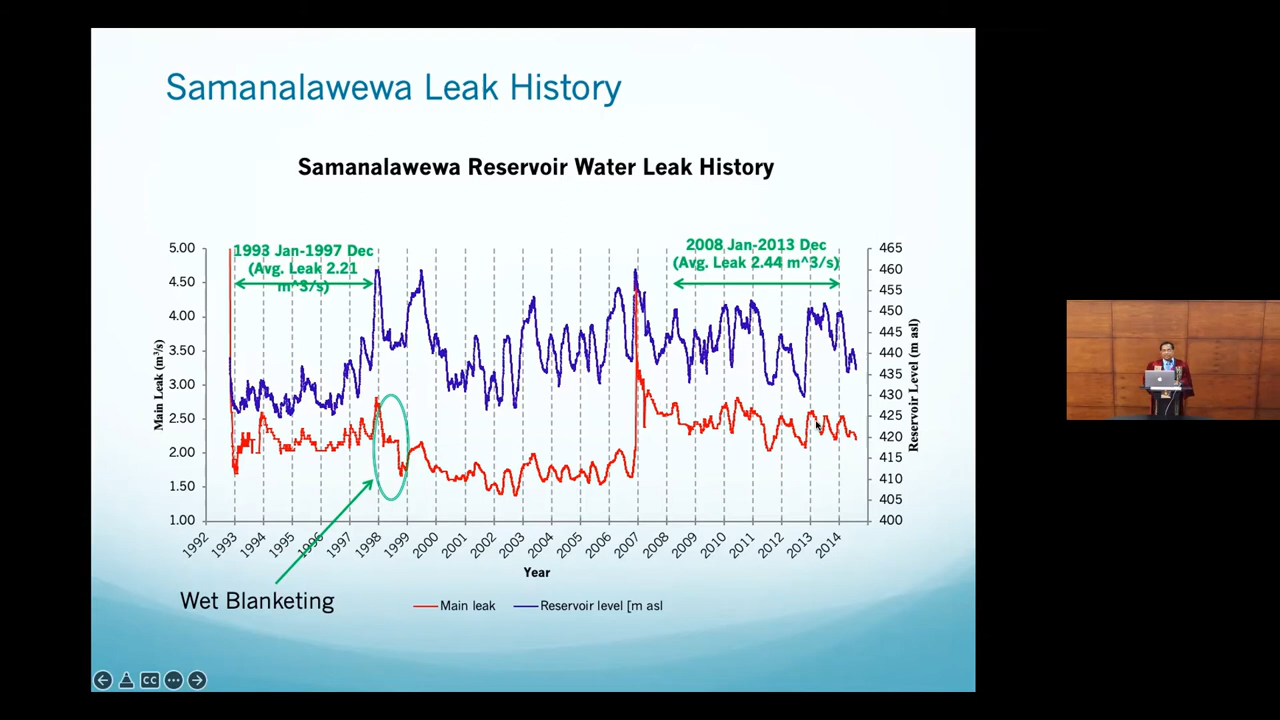 Samanalawewa Leak History
Samanalawewa Reservoir Water Leak History
1993 Jan-1997 Dec
(Avg. Leak 2.21
m^3/s)
2008 Jan-2013 Dec
(Avg. Leak 2.44 m^3/s)
5.00
4.50
4.00
3.50
3.00
2.50
2.00
1.50
1.00
Main Leak (m³/s)
465
460
455
450
445
440
435
430
425
420
415
410
405
400
Reservoir Level (m asl)
1992 1993 1994 1995 1996 1997 1998 1999 2000 2001 2002 2003 2004 2005 2006 2007 2008 2009 2010 2011 2012 2013 2014
Year
Wet Blanketing
Main leak
Reservoir level [m asl
CC